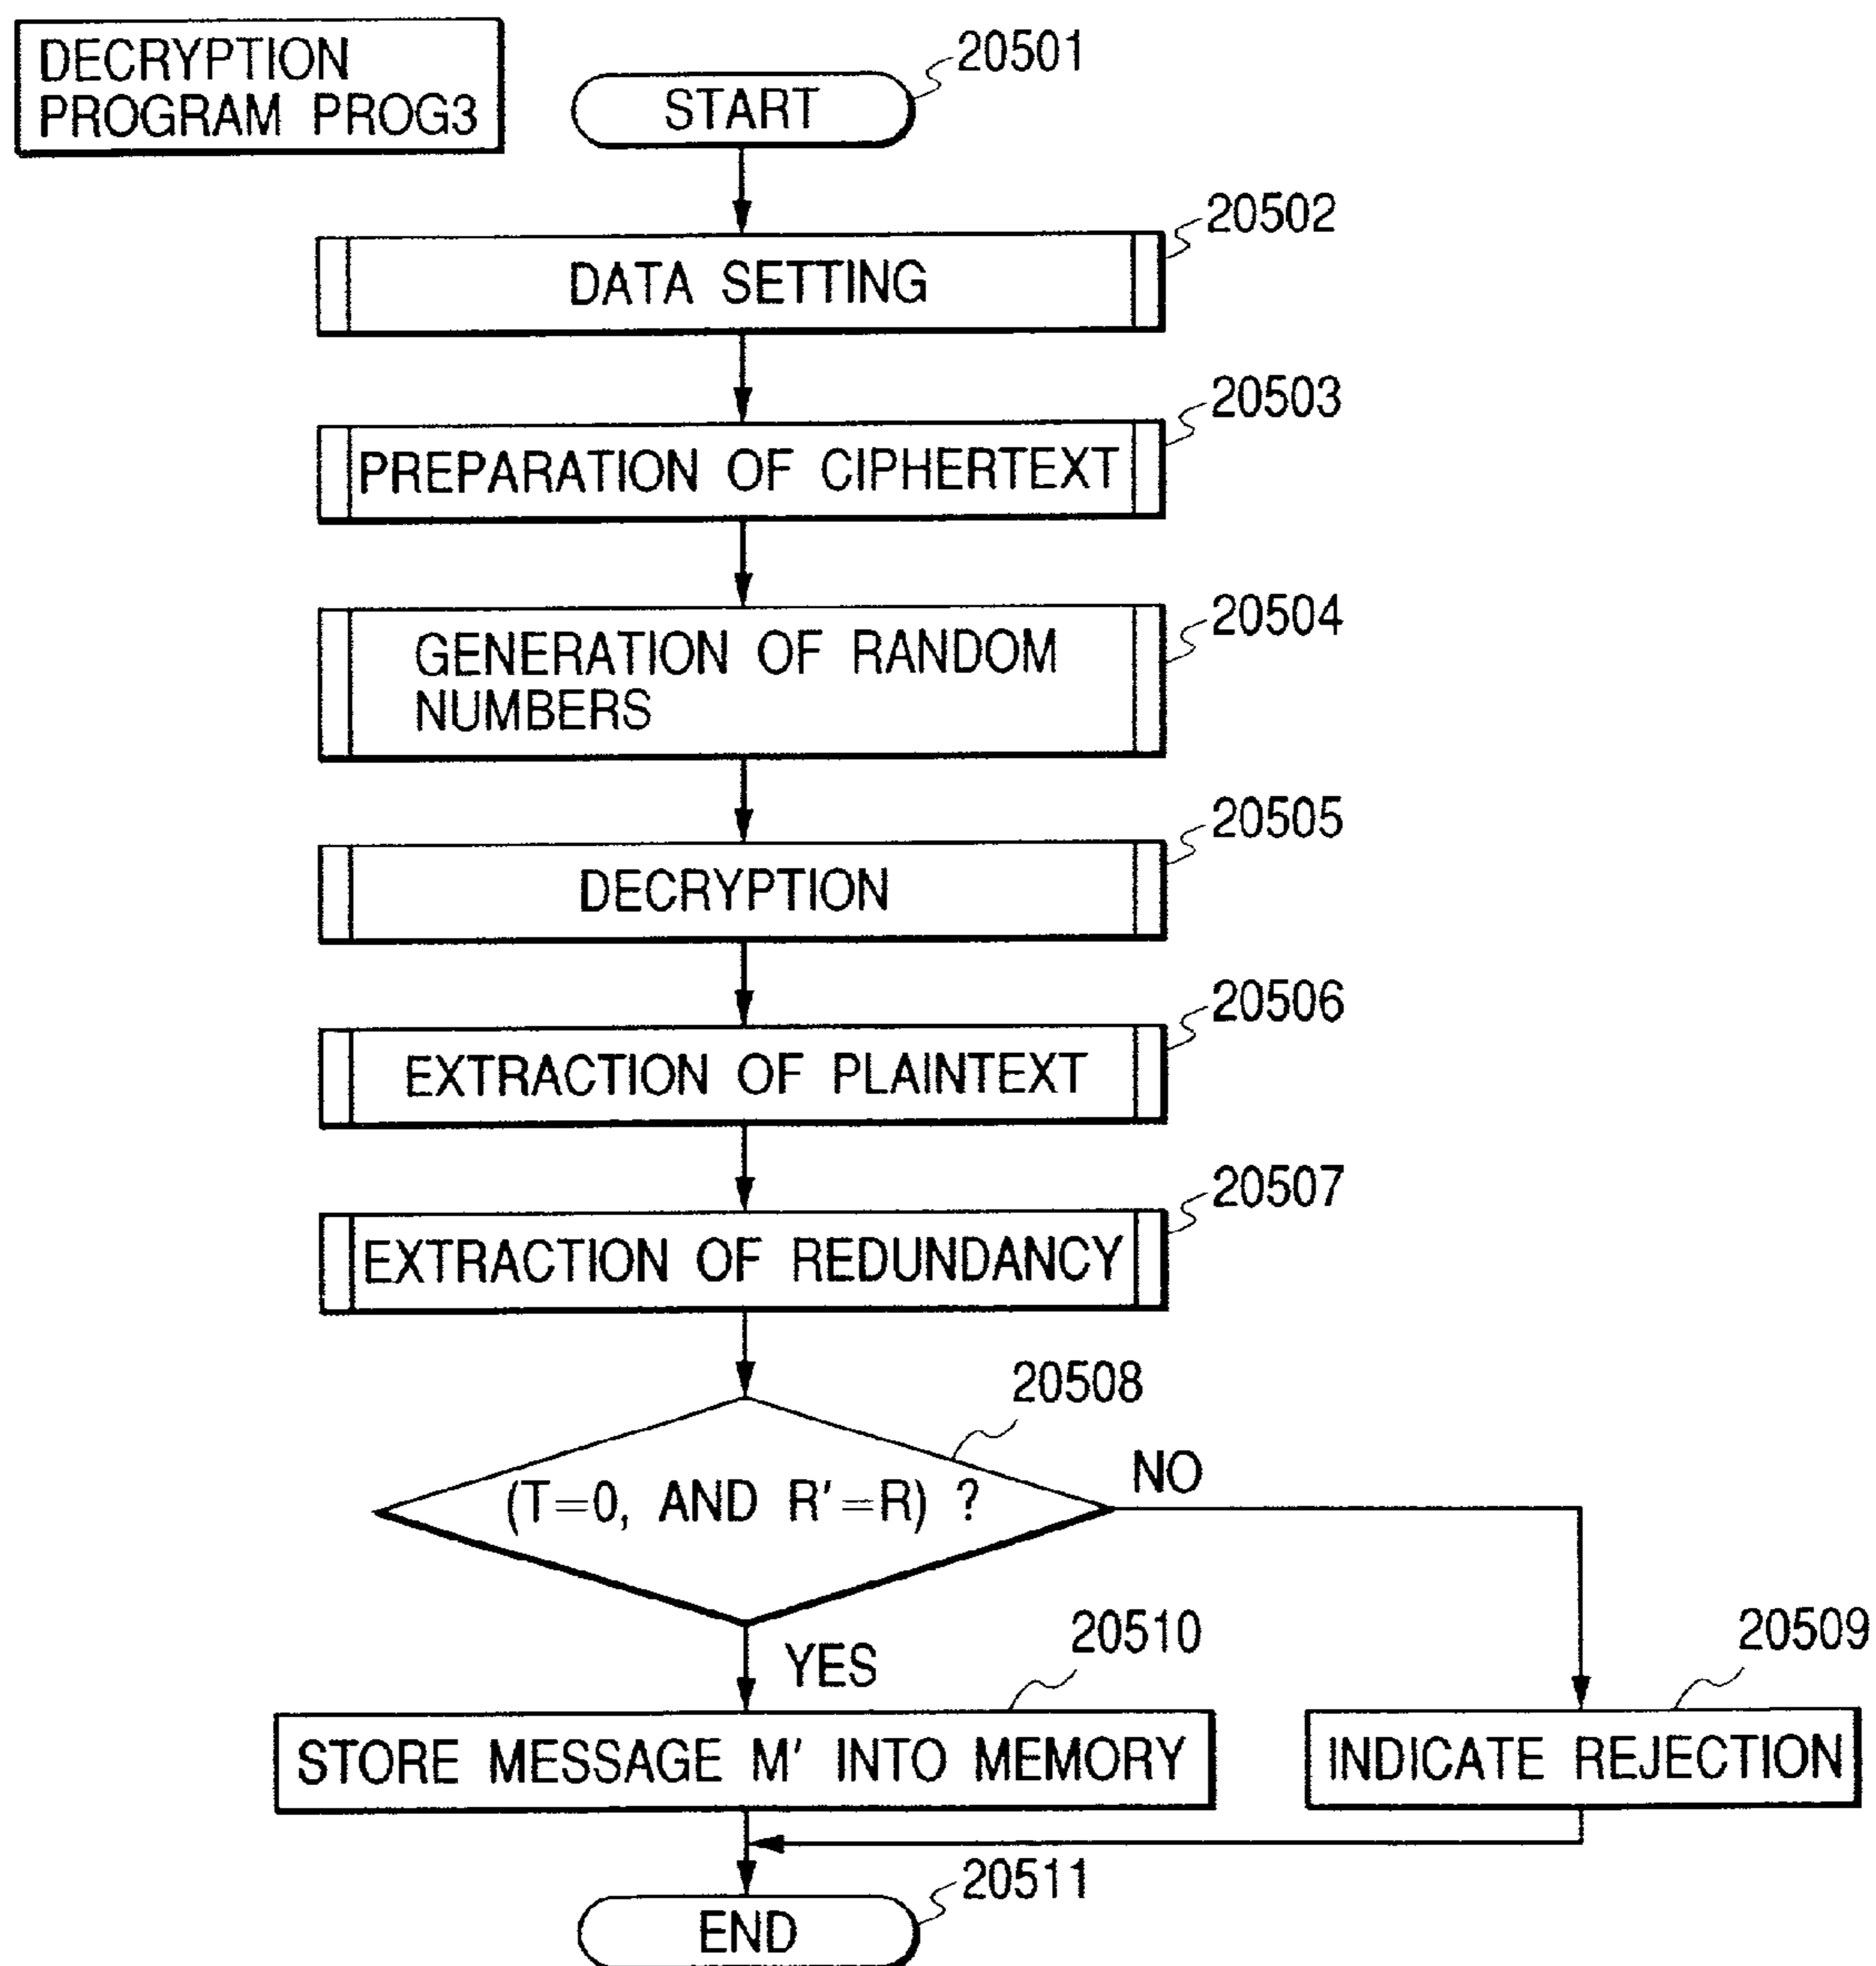 DECRYPTION
PROGRAM PROG3
START
20501
DATA SETTING
20502
PREPARATION OF CIPHERTEXT
20503
GENERATION OF RANDOM
NUMBERS
20504
DECRYPTION
20505
EXTRACTION OF PLAINTEXT
20506
EXTRACTION OF REDUNDANCY
20507
(T=0, AND R'=R) ?
20508
NO
YES
20510
STORE MESSAGE M' INTO MEMORY
20509
INDICATE REJECTION
END
20511